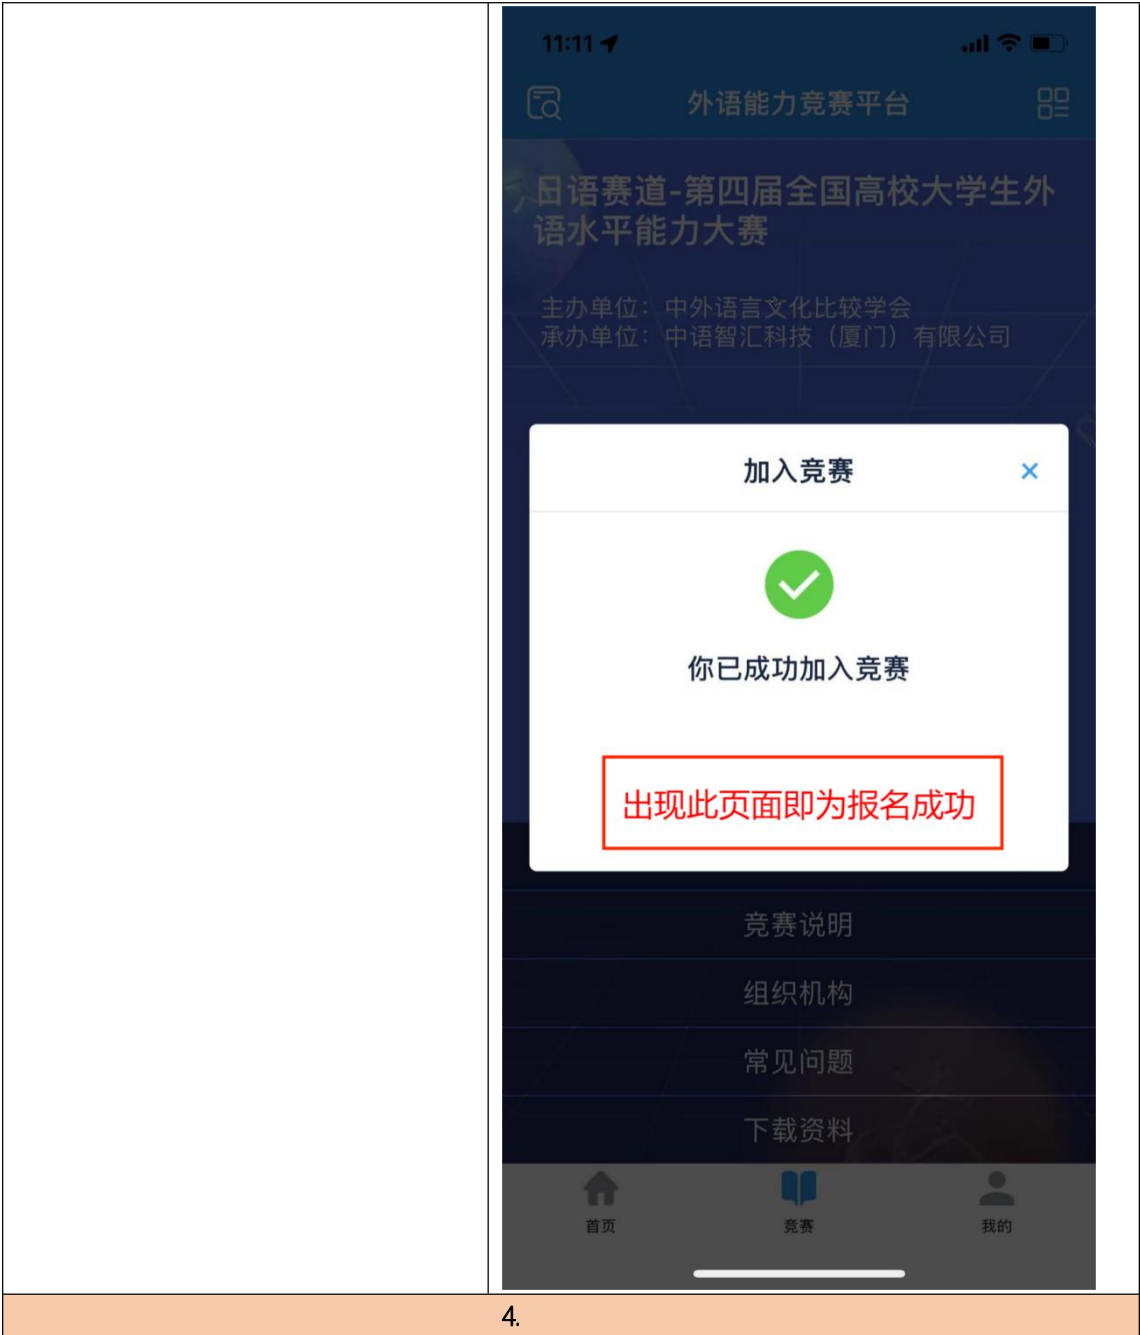 11:11
外语能力竞赛平台
日语赛道-第四届全国高校大学生外
语水平能力大赛
主办单位：中外语言文化比较学会
承办单位：中语智汇科技（厦门）有限公司
加入竞赛
你已成功加入竞赛
出现此页面即为报名成功
竞赛说明
组织机构
常见问题
下载资料
首页
竞赛
我的
4.